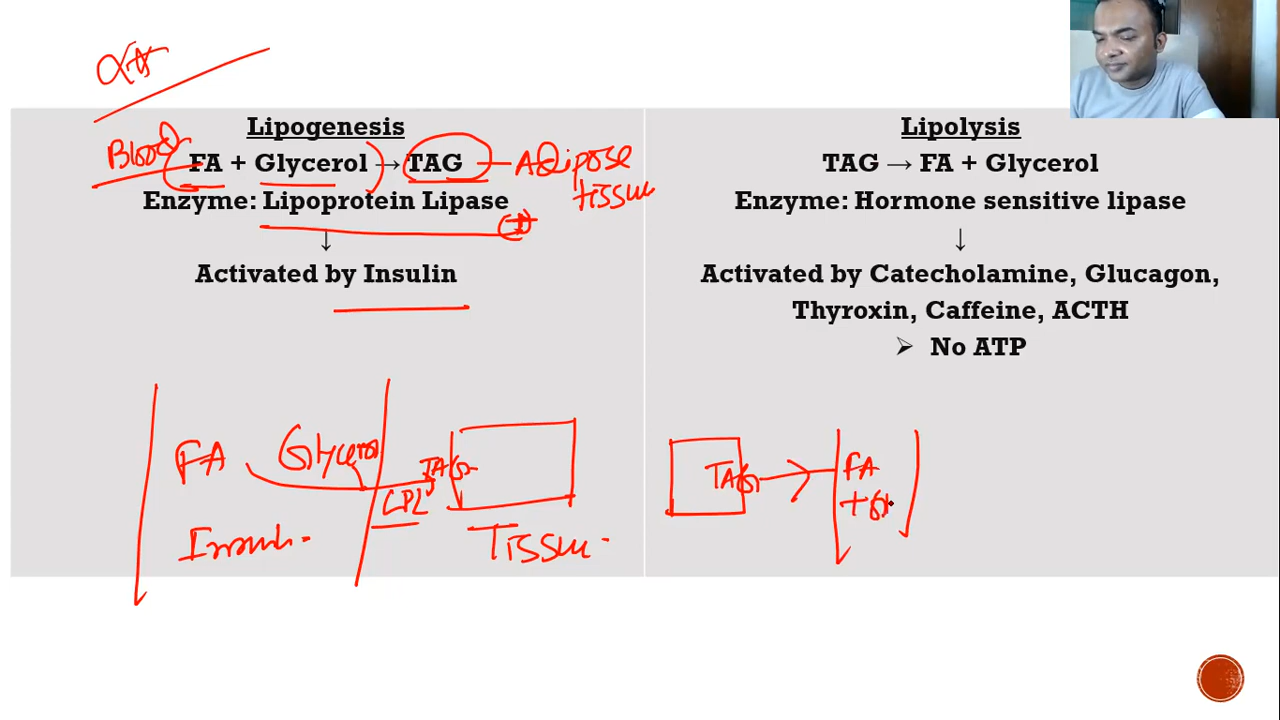 Lipogenesis
Blood FA + Glycerol → TAG - Adipose
tissue
Enzyme: Lipoprotein Lipase
(+)
↓
Activated by Insulin
FA Glycerol TAG
LPL
Insulin Tissue
Lipolysis
TAG → FA + Glycerol
Enzyme: Hormone sensitive lipase
↓
Activated by Catecholamine, Glucagon,
Thyroxin, Caffeine, ACTH
➢ No ATP
TAG → FA